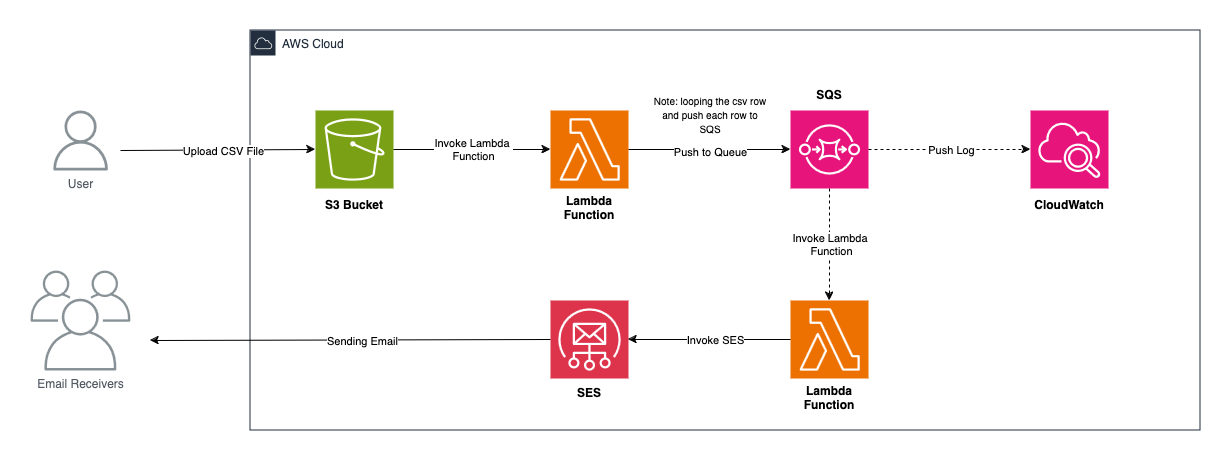 AWS Cloud
SQS
Note: looping the csv row
and push each row to
SQS
Upload CSV File
Invoke Lambda
Function
Push to Queue
Push Log
User
S3 Bucket
Lambda
Function
CloudWatch
Invoke Lambda
Function
Sending Email
Invoke SES
Email Receivers
SES
Lambda
Function